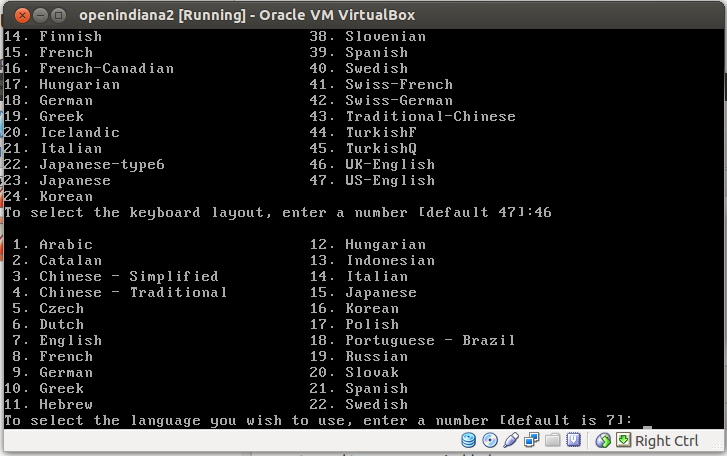 openindiana2 [Running] - Oracle VM VirtualBox
14. Finnish 38. Slovenian
15. French 39. Spanish
16. French-Canadian 40. Swedish
17. Hungarian 41. Swiss-French
18. German 42. Swiss-German
19. Greek 43. Traditional-Chinese
20. Icelandic 44. TurkishF
21. Italian 45. TurkishQ
22. Japanese-type6 46. UK-English
23. Japanese 47. US-English
24. Korean
To select the keyboard layout, enter a number [default 47]:46
1. Arabic 12. Hungarian
2. Catalan 13. Indonesian
3. Chinese - Simplified 14. Italian
4. Chinese - Traditional 15. Japanese
5. Czech 16. Korean
6. Dutch 17. Polish
7. English 18. Portuguese - Brazil
8. French 19. Russian
9. German 20. Slovak
10. Greek 21. Spanish
11. Hebrew 22. Swedish
To select the language you wish to use, enter a number [default is 7]: _
Right Ctrl